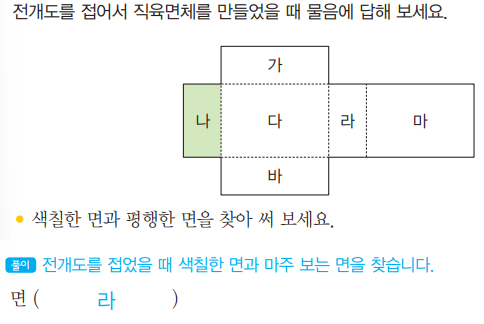 전개도를 접어서 직육면체를 만들었을 때 물음에 답해 보세요.
가
나 다 라 마
바
색칠한 면과 평행한 면을 찾아 써 보세요.
풀이 전개도를 접었을 때 색칠한 면과 마주 보는 면을 찾습니다.
면 ( 라 )